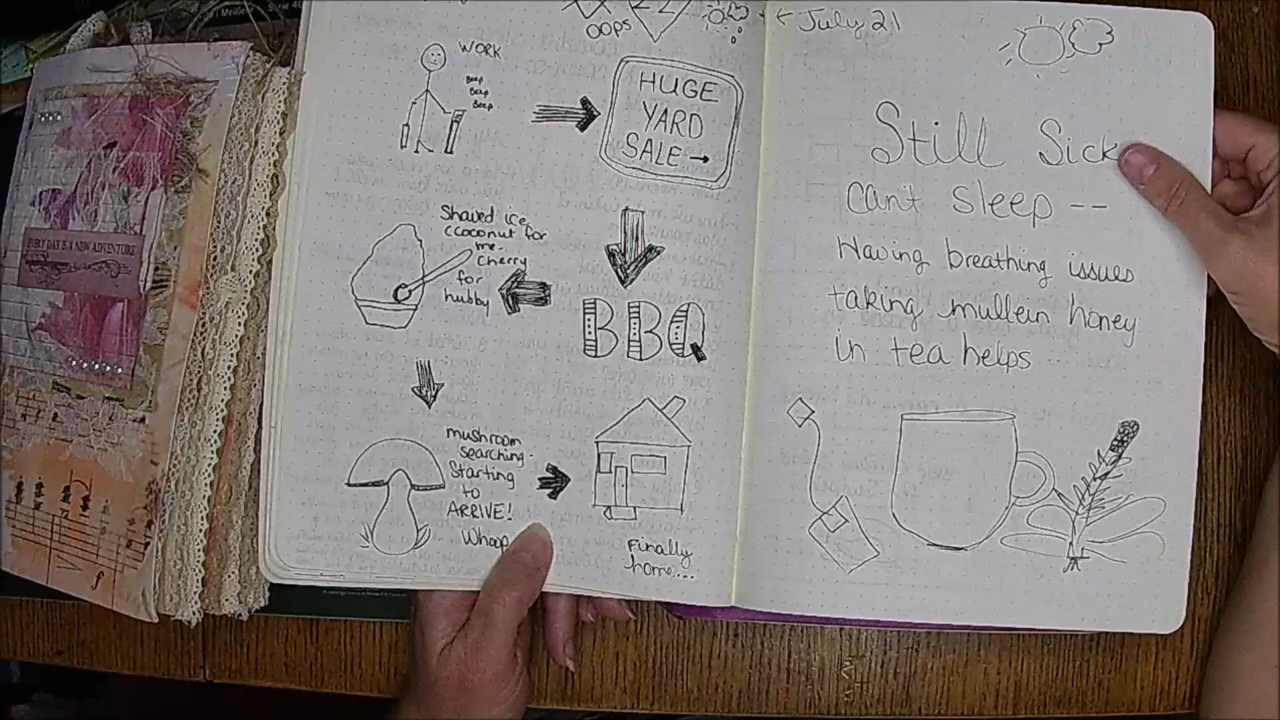 EVERY DAY IS A NEW ADVENTURE
OOPS
WORK
Beep
Beep
Beep
HUGE
YARD
SALE →
BBQ
Shaved ice
coconut for
me.
Cherry
for
hubby
mushroom
searching-
Starting
to
ARRIVE!
Whoop
Finally
home...
← July 21
Still Sick
can't sleep --
Having breathing issues
taking mullein honey
in tea helps ...